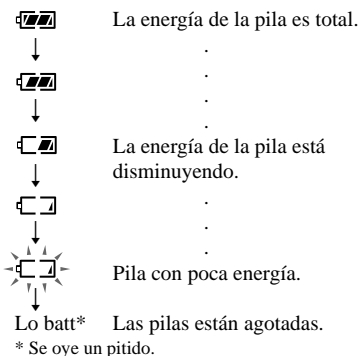 La energía de la pila es total.
.
.
.
.
La energía de la pila está
disminuyendo.
.
.
.
Pila con poca energía.
Lo batt* Las pilas están agotadas.
* Se oye un pitido.